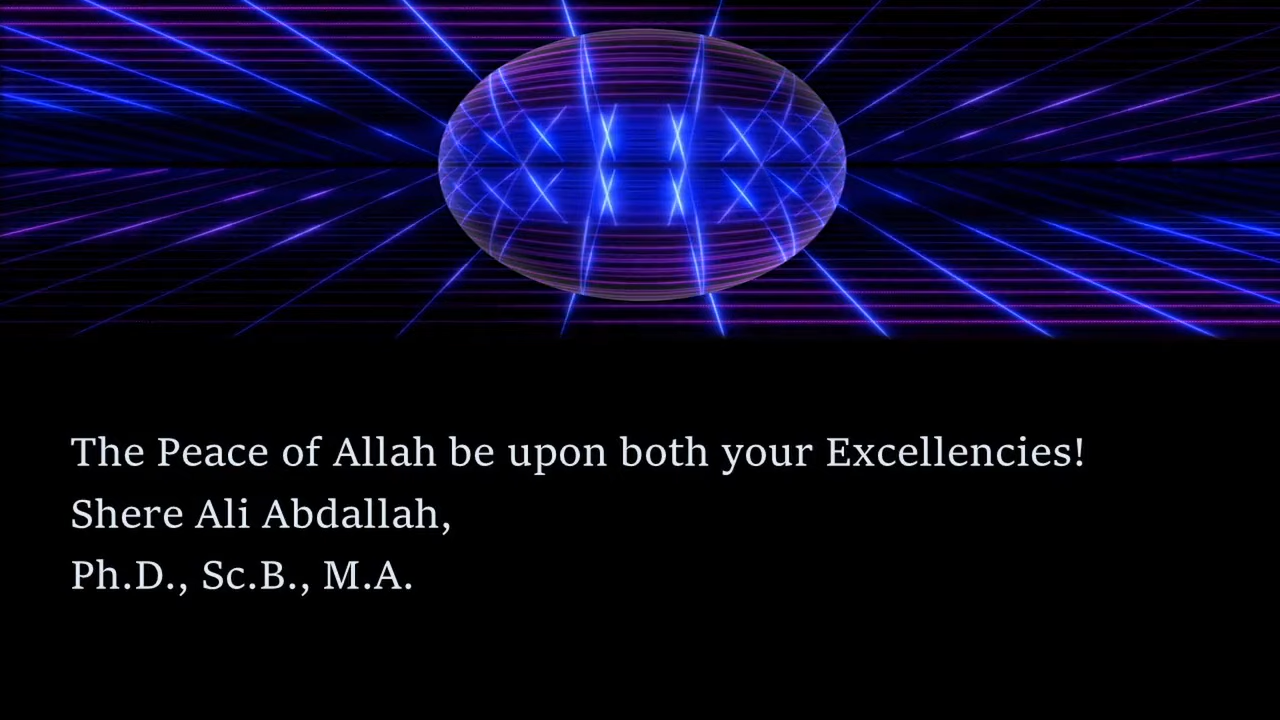 The Peace of Allah be upon both your Excellencies!
Shere Ali Abdallah,
Ph.D., Sc.B., M.A.